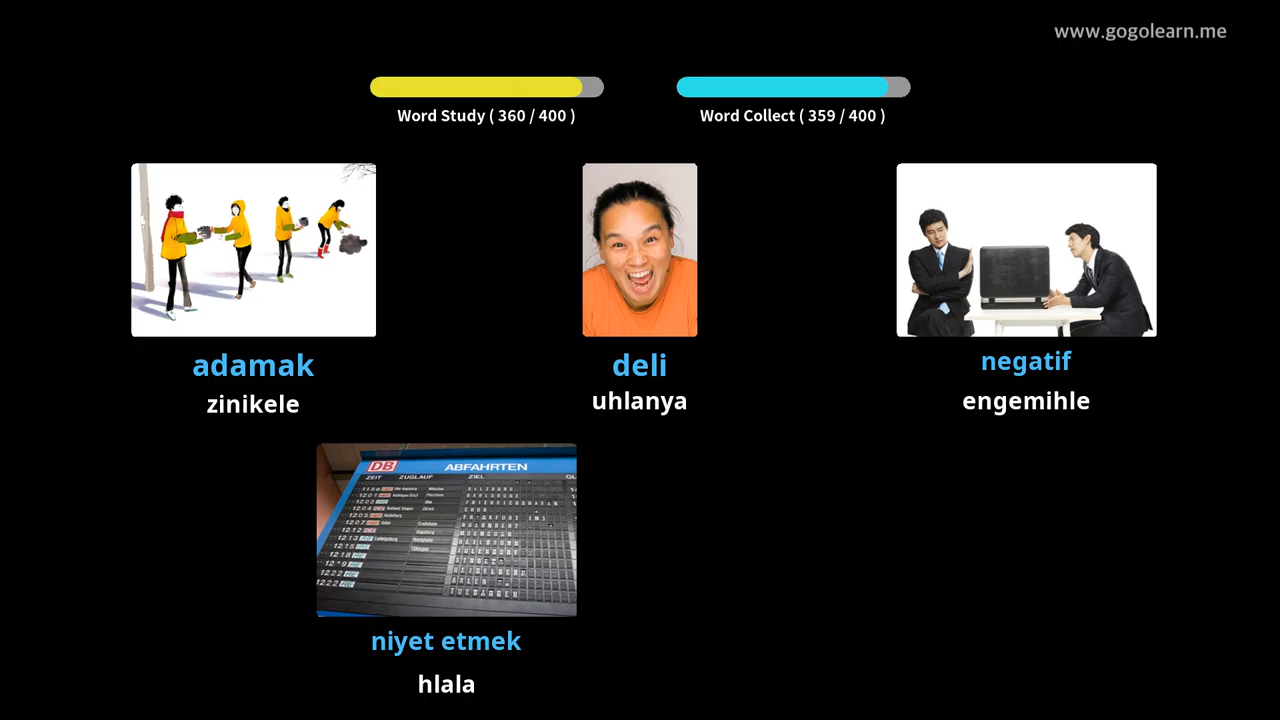 www.gogolearn.me
Word Study ( 360 / 400 )
Word Collect ( 359 / 400 )
adamak
zinikele
deli
uhlanya
negatif
engemihle
DB ABFAHRTEN
ZEIT ZUGLAUF ZIEL
niyet etmek
hlala